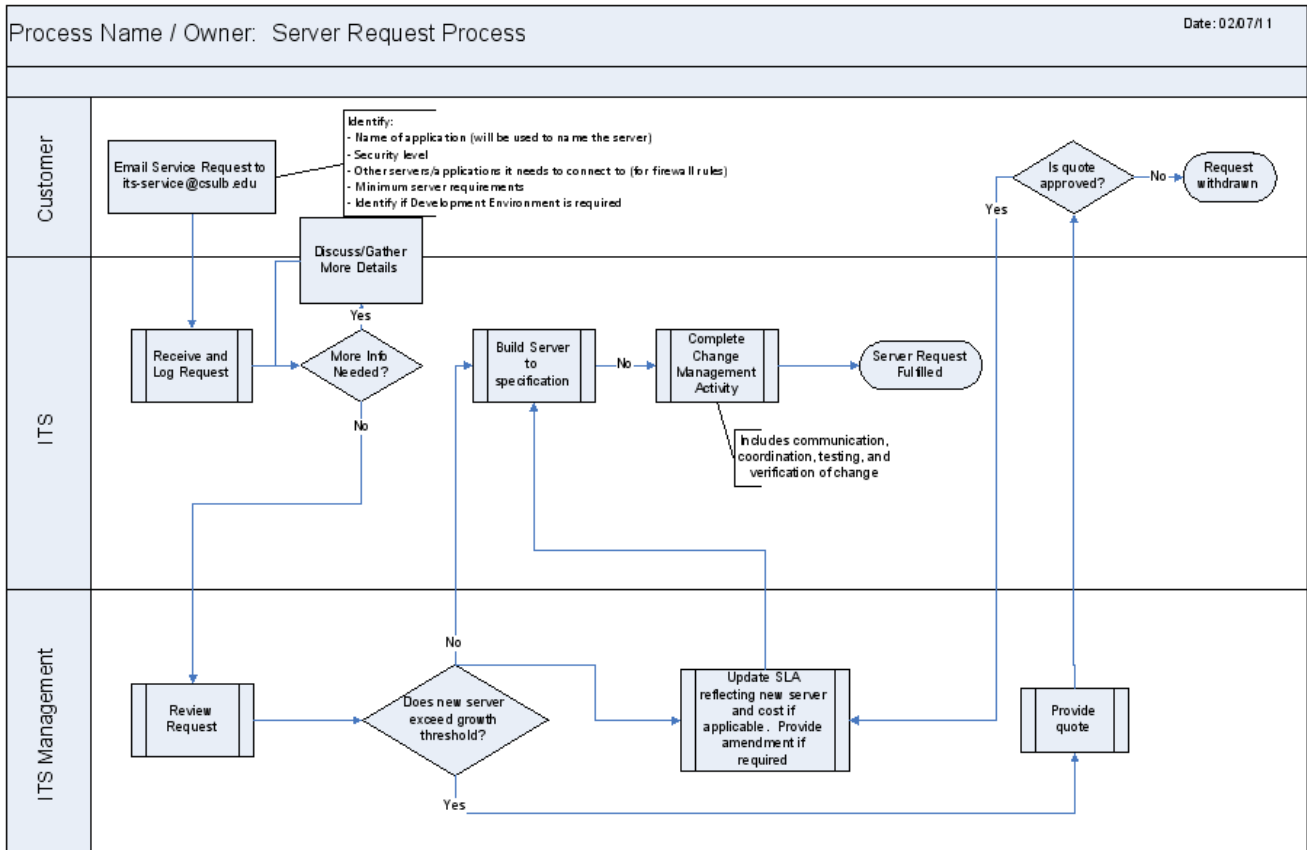 Process Name / Owner: Server Request Process
Date: 02/07/11
Customer
Email Service Request to
its-service@csulb.edu
Identify:
- Name of application (will be used to name the server)
- Security level
- Other servers/applications it needs to connect to (for firewall rules)
- Minimum server requirements
- Identify if Development Environment is required
Is quote
approved?
No
Request
withdrawn
Yes
Discuss/Gather
More Details
ITS
Yes
Receive and
Log Request
More Info
Needed?
No
Build Server
to
specification
No
Complete
Change
Management
Activity
Server Request
Fulfilled
Includes communication,
coordination, testing, and
verification of change
ITS Management
Review
Request
No
Does new server
exceed growth
threshold?
Yes
Update SLA
reflecting new server
and cost if
applicable. Provide
amendment if
required
Provide
quote